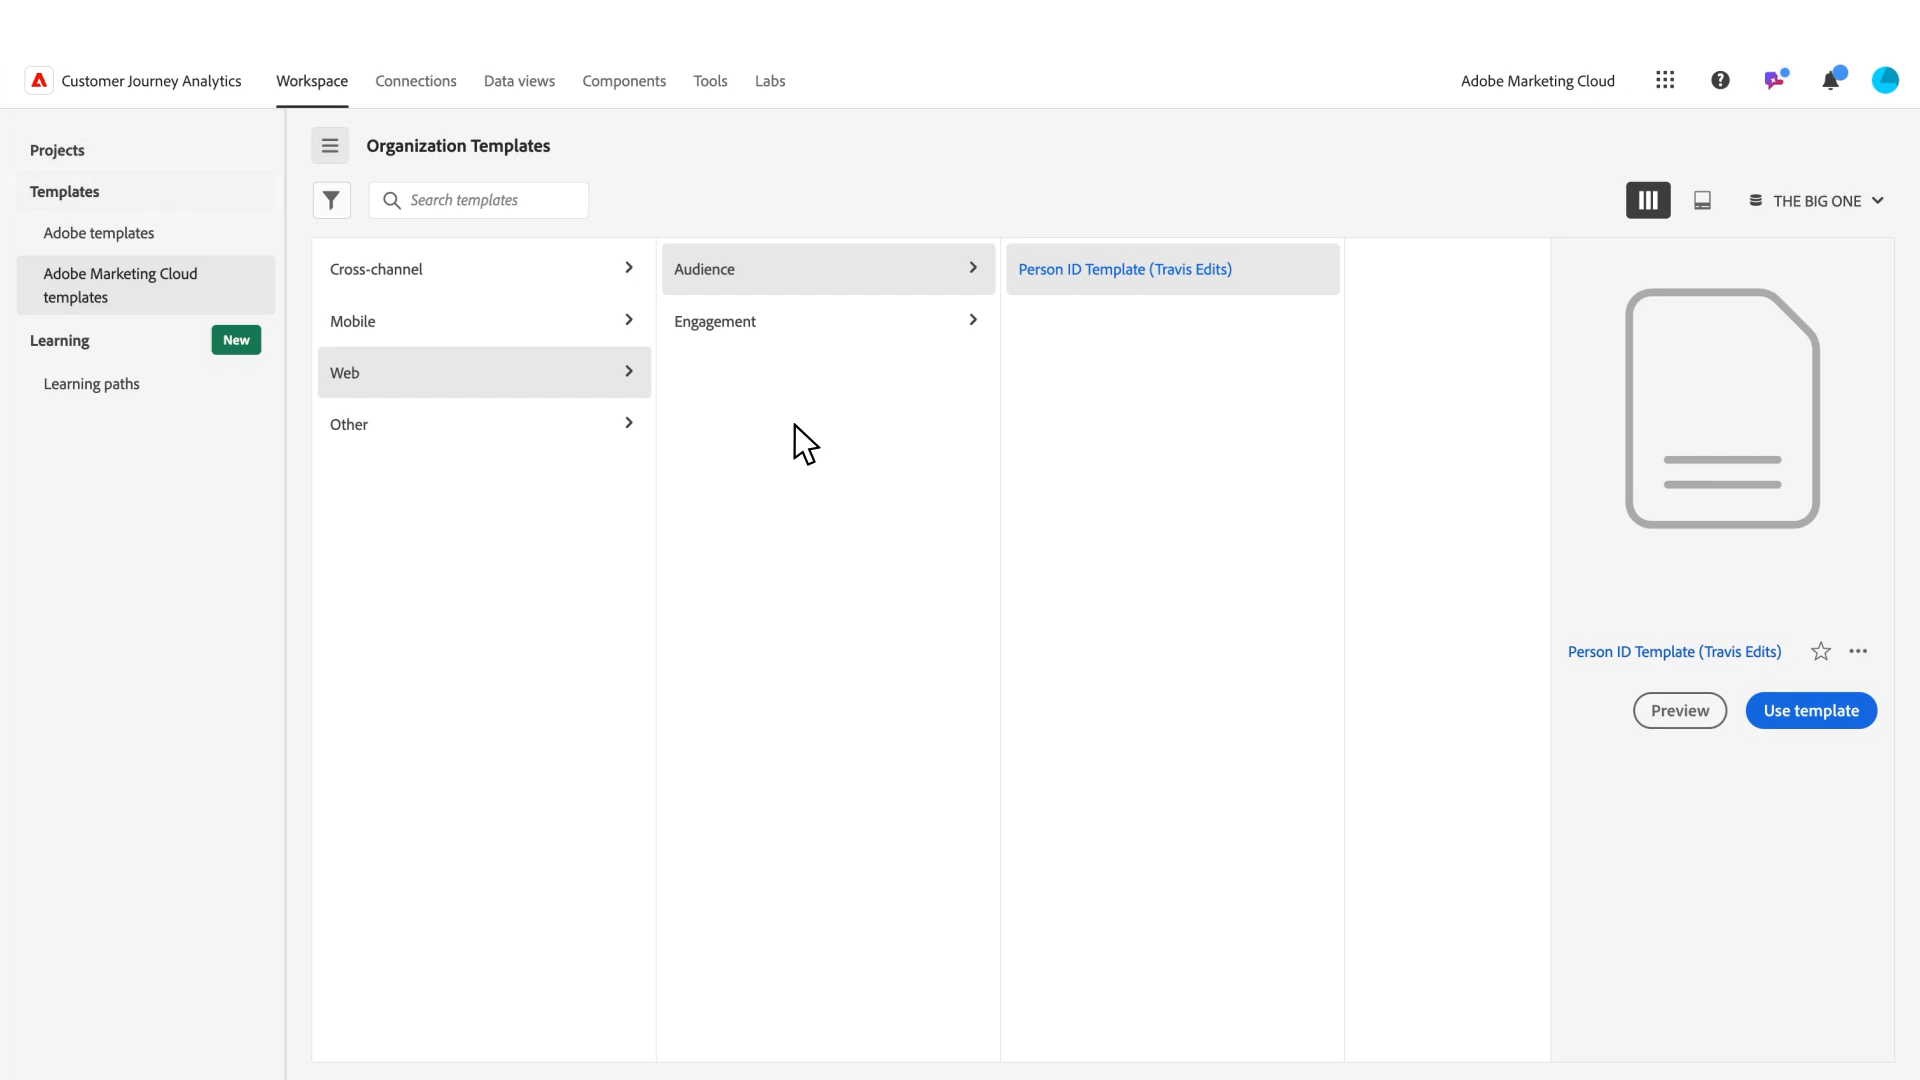 Customer Journey Analytics
Workspace
Connections
Data views
Components
Tools
Labs
Adobe Marketing Cloud
Projects
Templates
Adobe templates
Adobe Marketing Cloud
templates
Learning
New
Learning paths
Organization Templates
Search templates
THE BIG ONE
Cross-channel
Mobile
Web
Other
Audience
Engagement
Person ID Template (Travis Edits)
Person ID Template (Travis Edits)
Preview
Use template